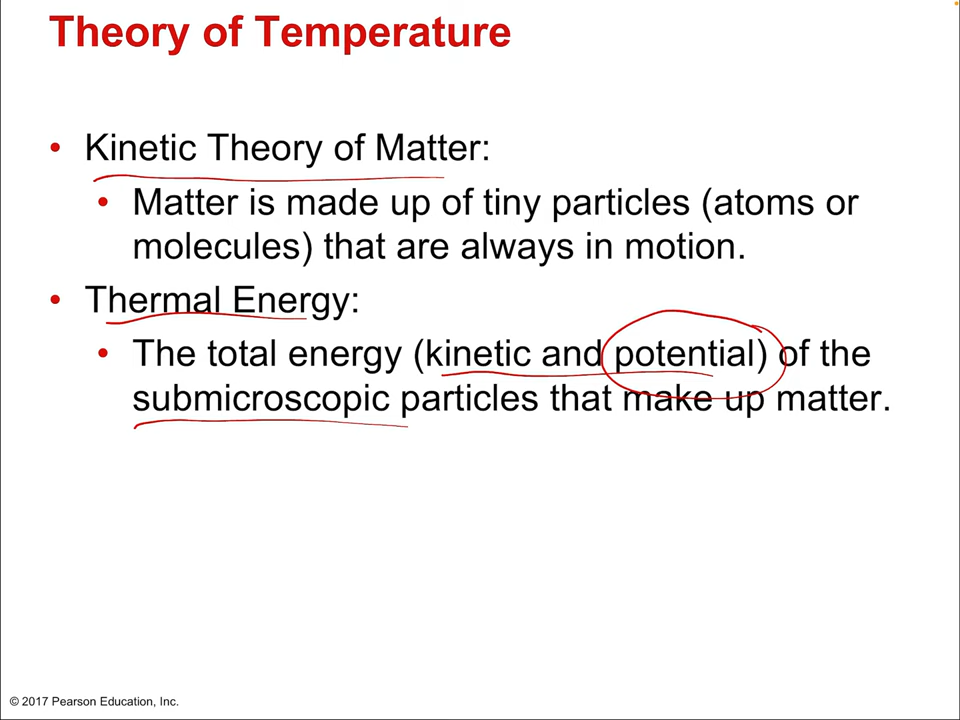 Theory of Temperature
• Kinetic Theory of Matter:
• Matter is made up of tiny particles (atoms or
molecules) that are always in motion.
• Thermal Energy:
• The total energy (kinetic and potential) of the
submicroscopic particles that make up matter.
© 2017 Pearson Education, Inc.